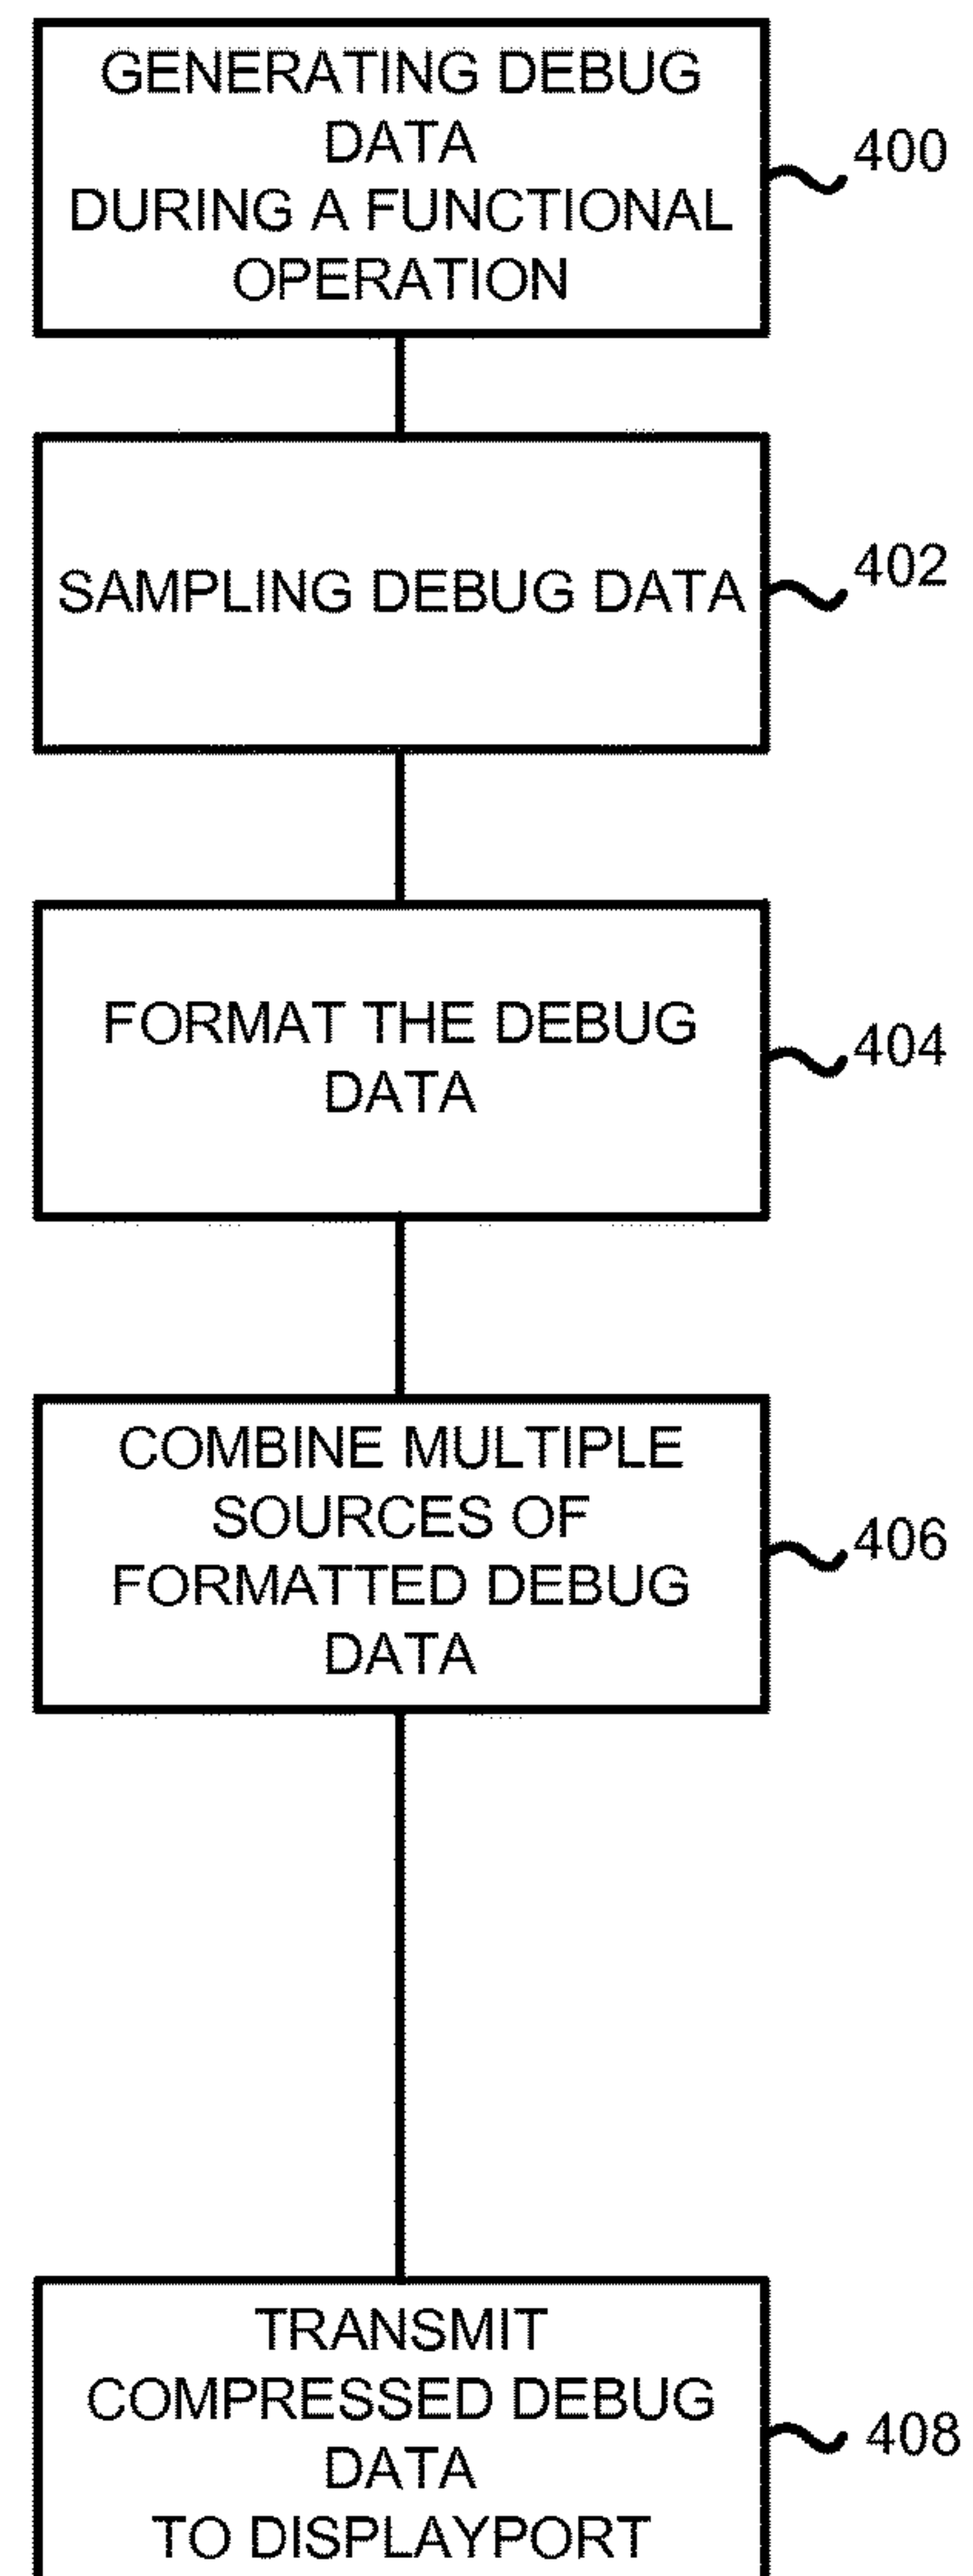 GENERATING DEBUG
DATA
DURING A FUNCTIONAL
OPERATION
400
SAMPLING DEBUG DATA
402
FORMAT THE DEBUG
DATA
404
COMBINE MULTIPLE
SOURCES OF
FORMATTED DEBUG
DATA
406
TRANSMIT
COMPRESSED DEBUG
DATA
TO DISPLAYPORT
408